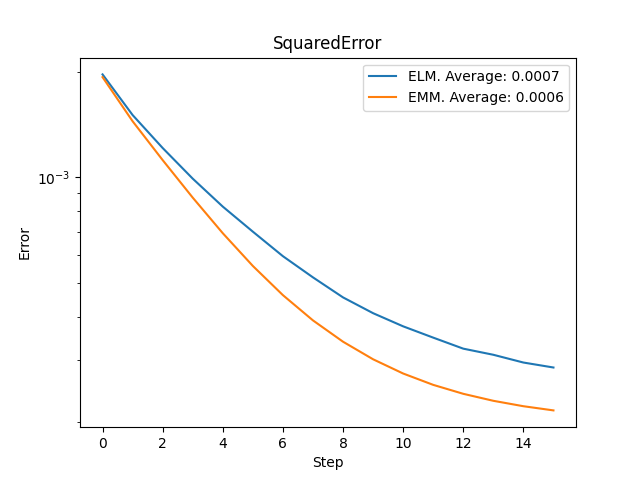 SquaredError
ELM. Average: 0.0007
EMM. Average: 0.0006
10⁻³
Error
0 2 4 6 8 10 12 14
Step